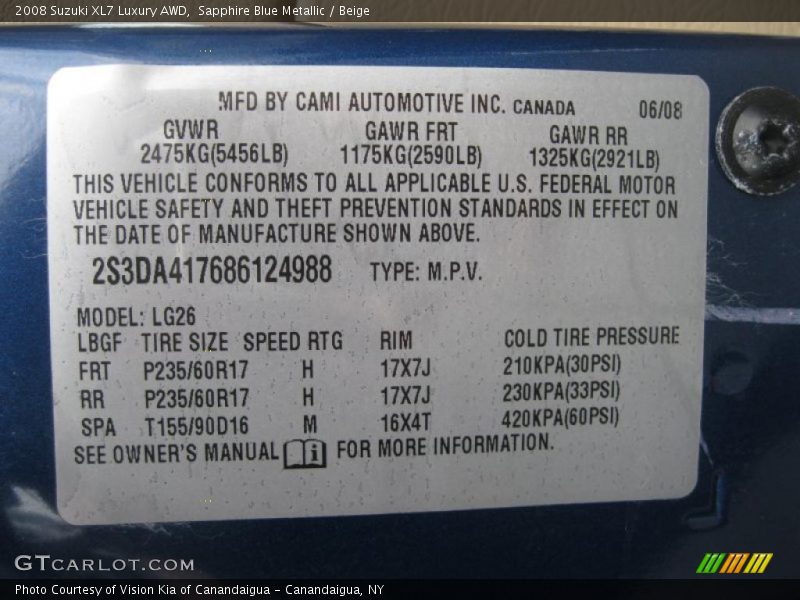 2008 Suzuki XL7 Luxury AWD,  Sapphire Blue Metallic / Beige
MFD BY CAMI AUTOMOTIVE INC. CANADA 06/08
GVWR GAWR FRT GAWR RR
2475KG(5456LB) 1175KG(2590LB) 1325KG(2921LB)
THIS VEHICLE CONFORMS TO ALL APPLICABLE U.S. FEDERAL MOTOR
VEHICLE SAFETY AND THEFT PREVENTION STANDARDS IN EFFECT ON
THE DATE OF MANUFACTURE SHOWN ABOVE.
2S3DA417686124988 TYPE: M.P.V.
MODEL: LG26
LBGF TIRE SIZE SPEED RTG RIM COLD TIRE PRESSURE
FRT P235/60R17 H 17X7J 210KPA(30PSI)
RR P235/60R17 H 17X7J 230KPA(33PSI)
SPA T155/90D16 M 16X4T 420KPA(60PSI)
SEE OWNER'S MANUAL i FOR MORE INFORMATION.
GTCARLOT.COM
Photo Courtesy of Vision Kia of Canandaigua - Canandaigua, NY